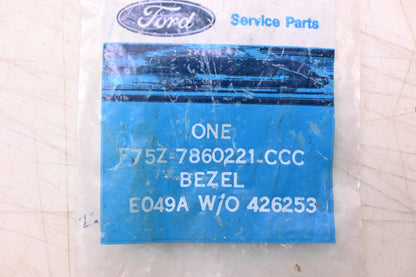 Ford
Service Parts
ONE
F75Z-7860221-CCC
BEZEL
E049A W/O 426253